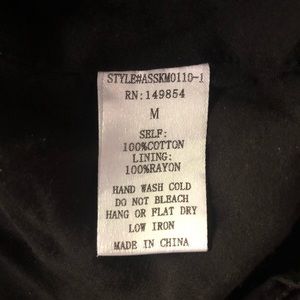 STYLE#ASSKM0110-1
RN:149854
M
SELF:
100%COTTON
LINING:
100%RAYON
HAND WASH COLD
DO NOT BLEACH
HANG OR FLAT DRY
LOW IRON
MADE IN CHINA